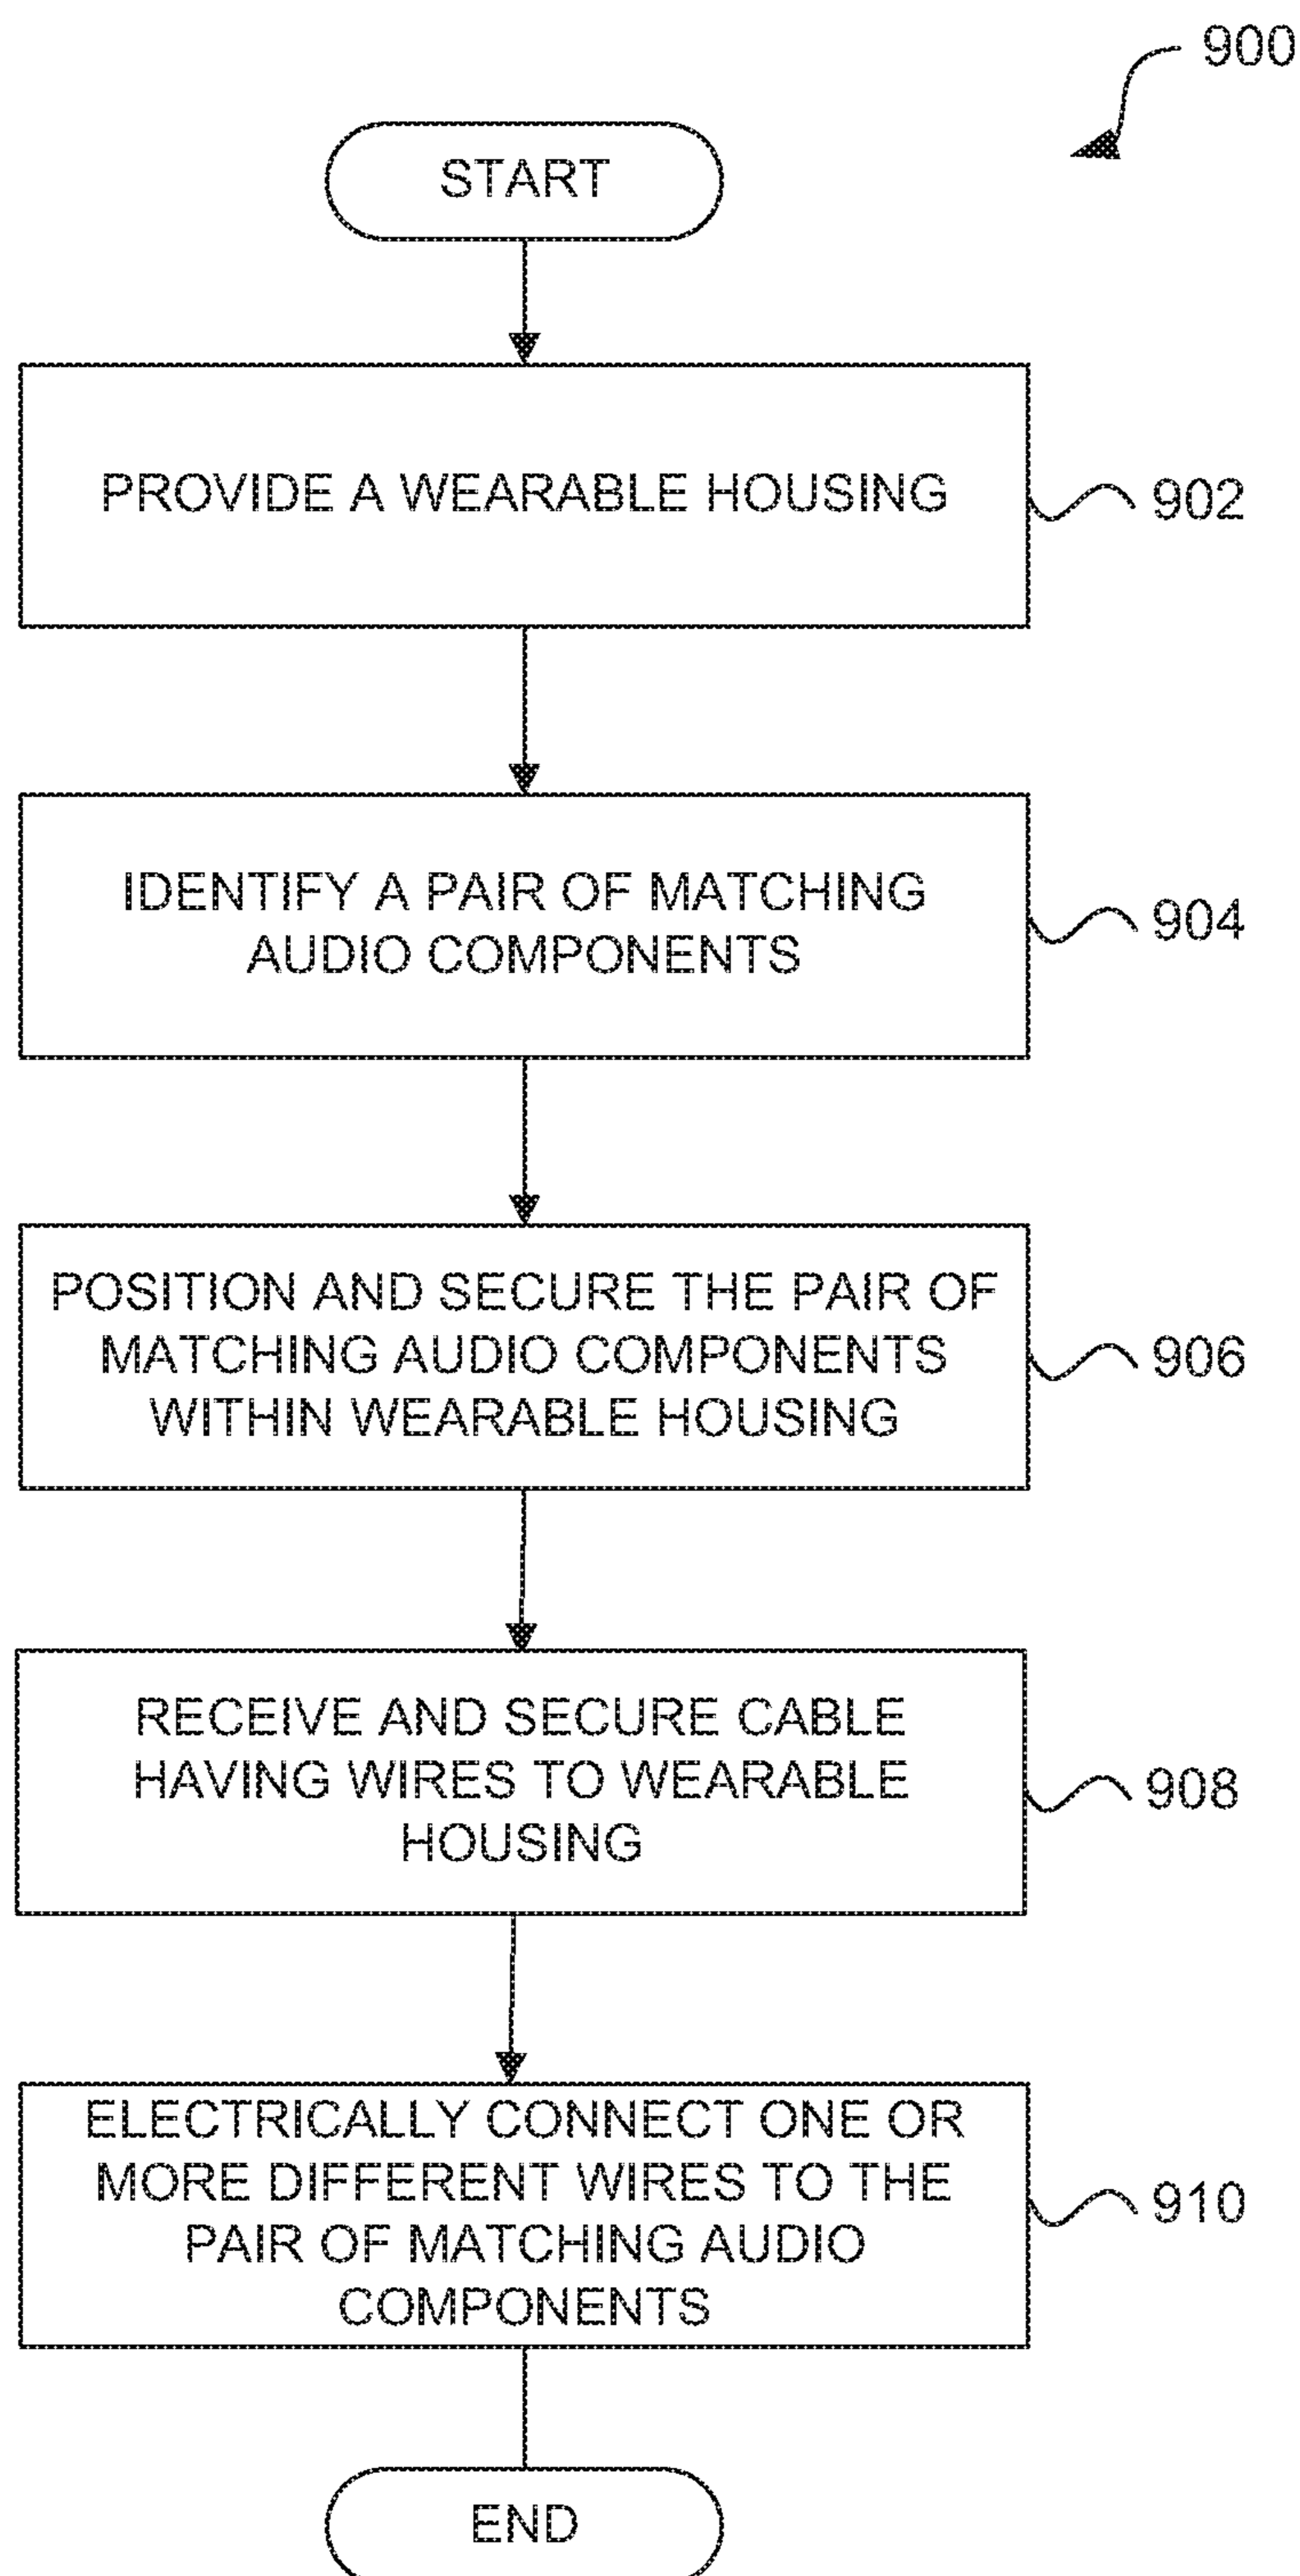 900
START
PROVIDE A WEARABLE HOUSING
902
IDENTIFY A PAIR OF MATCHING
AUDIO COMPONENTS
904
POSITION AND SECURE THE PAIR OF
MATCHING AUDIO COMPONENTS
WITHIN WEARABLE HOUSING
906
RECEIVE AND SECURE CABLE
HAVING WIRES TO WEARABLE
HOUSING
908
ELECTRICALLY CONNECT ONE OR
MORE DIFFERENT WIRES TO THE
PAIR OF MATCHING AUDIO
COMPONENTS
910
END